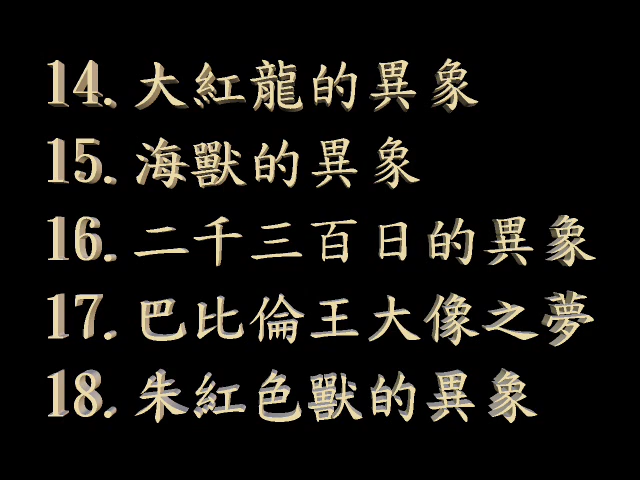 14.大紅龍的異象
15.海獸的異象
16.二千三百日的異象
17.巴比倫王大像之夢
18.朱紅色獸的異象